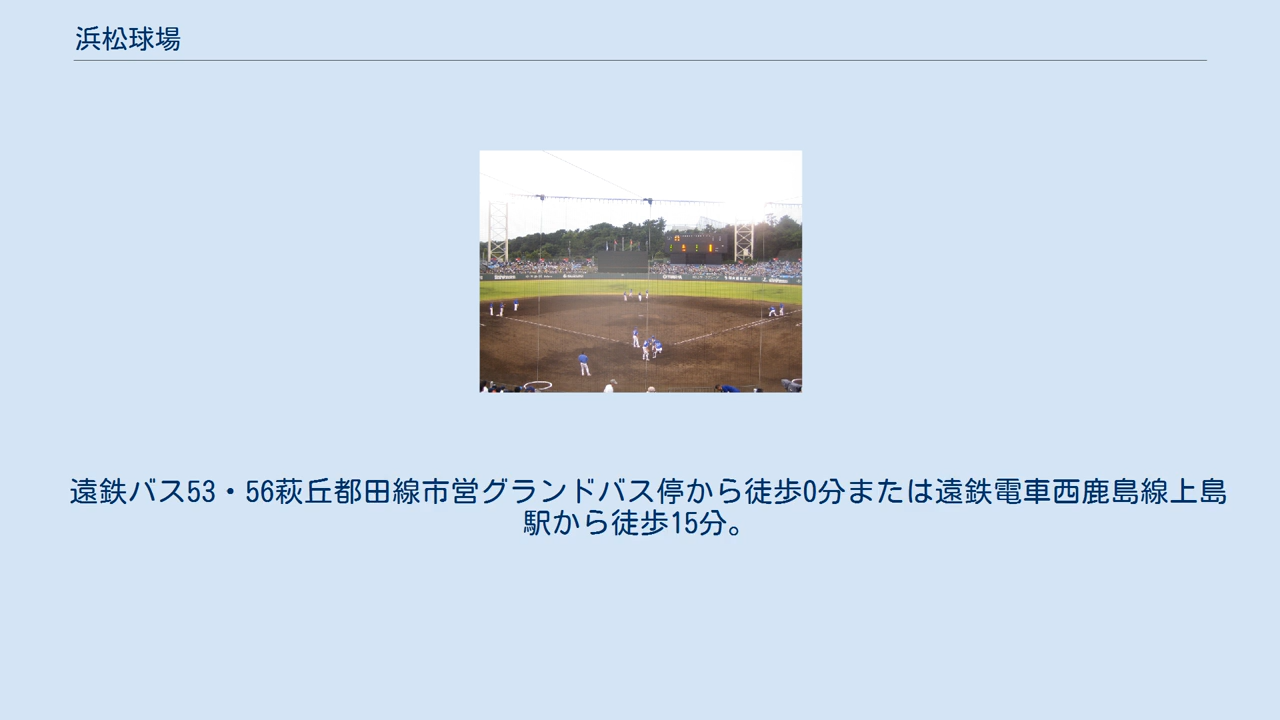 浜松球場
遠鉄バス53・56萩丘都田線市営グランドバス停から徒歩0分または遠鉄電車西鹿島線上島
駅から徒歩15分。